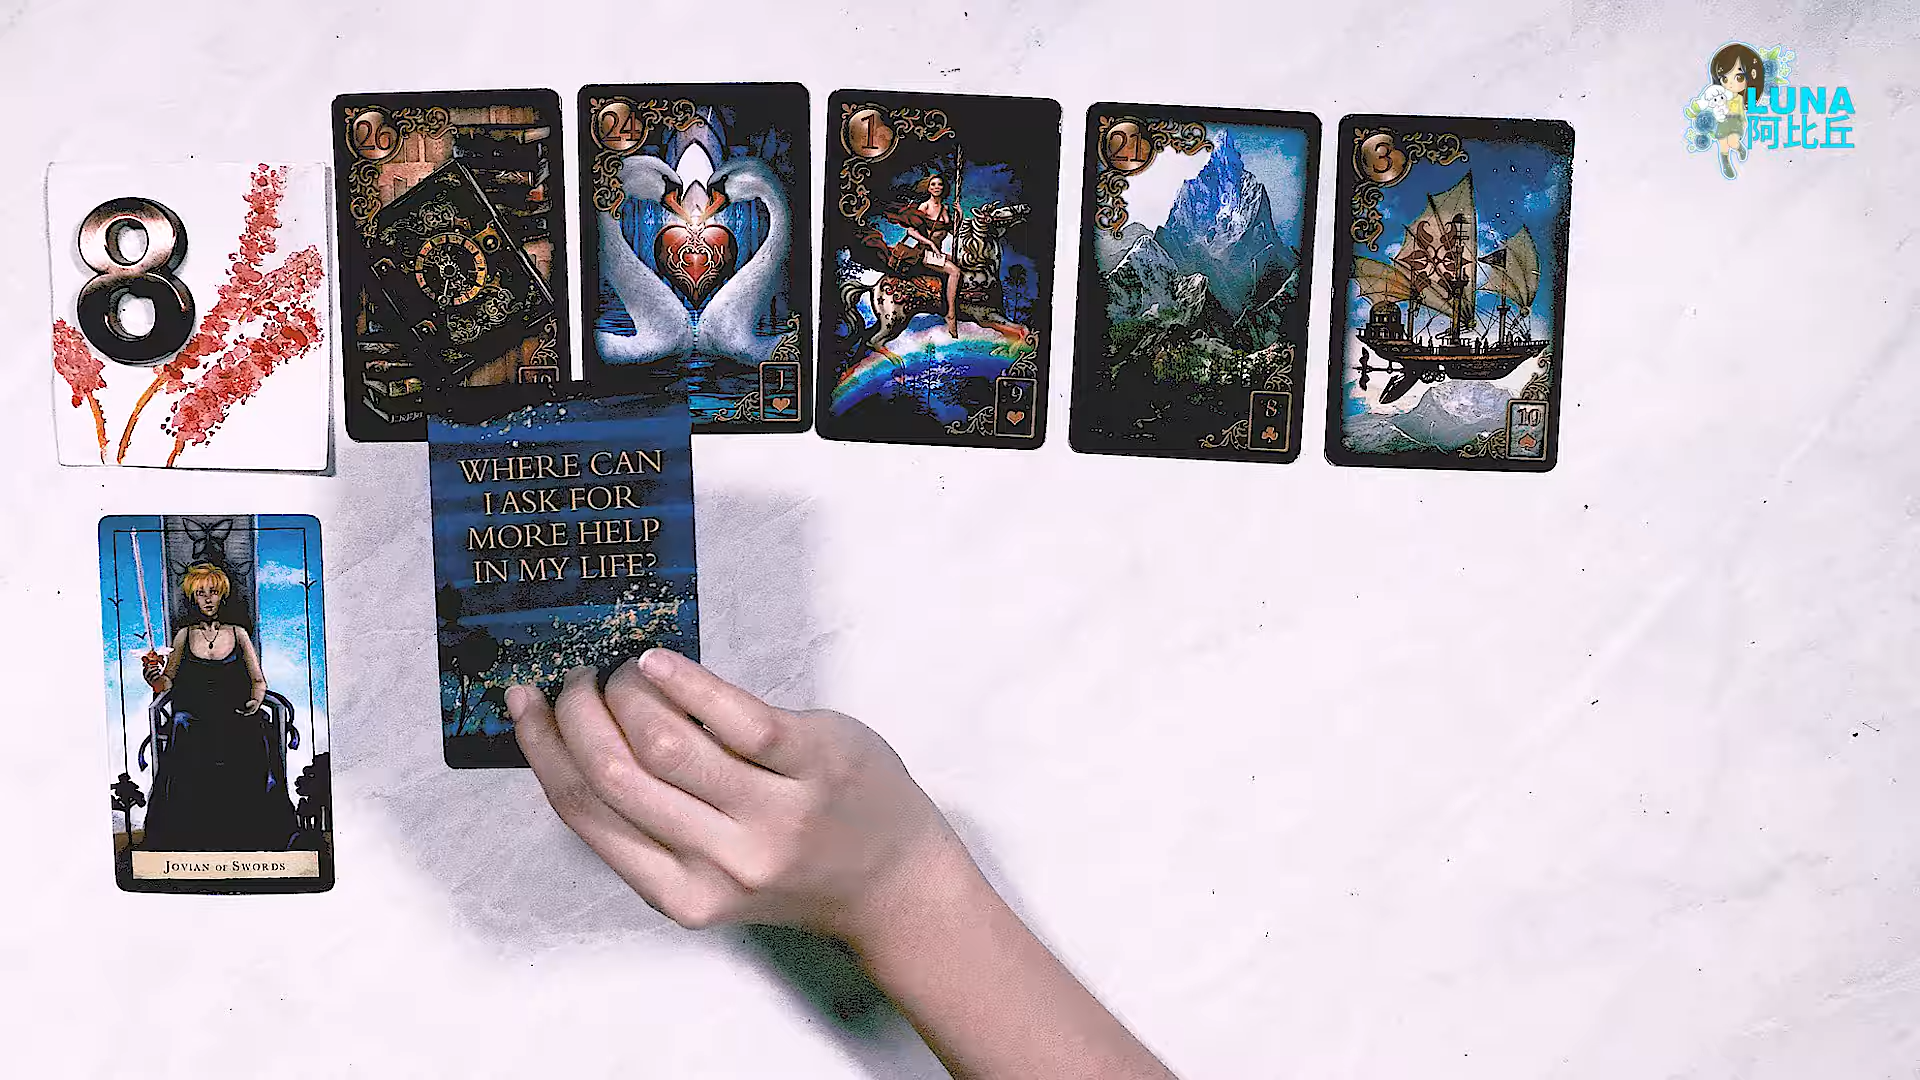 LUNA
阿比丘
8
26
10
24
J
1
9
21
8
3
10
WHERE CAN
I ASK FOR
MORE HELP
IN MY LIFE?
JOVIAN OF SWORDS